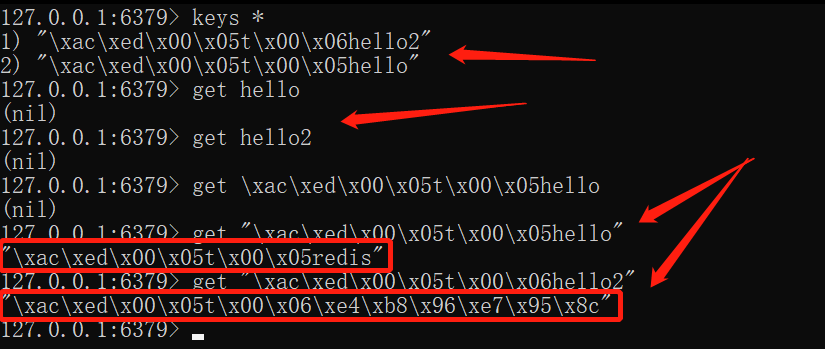 127.0.0.1:6379> keys *
1) "\xac\xed\x00\x05t\x00\x06hello2"
2) "\xac\xed\x00\x05t\x00\x05hello"
127.0.0.1:6379> get hello
(nil)
127.0.0.1:6379> get hello2
(nil)
127.0.0.1:6379> get \xac\xed\x00\x05t\x00\x05hello
(nil)
127.0.0.1:6379> get "\xac\xed\x00\x05t\x00\x05hello"
"\xac\xed\x00\x05t\x00\x05redis"
127.0.0.1:6379> get "\xac\xed\x00\x05t\x00\x06hello2"
"\xac\xed\x00\x05t\x00\x06\xe4\xb8\x96\xe7\x95\x8c"
127.0.0.1:6379>